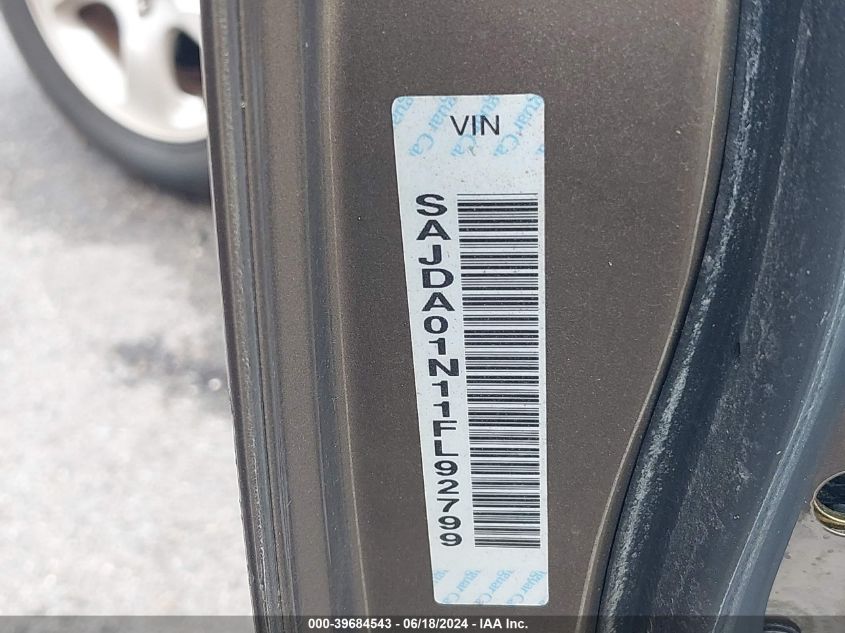 VIN
SAJDA01N11FL92799
000-39684543 - 06/18/2024 - IAA Inc.